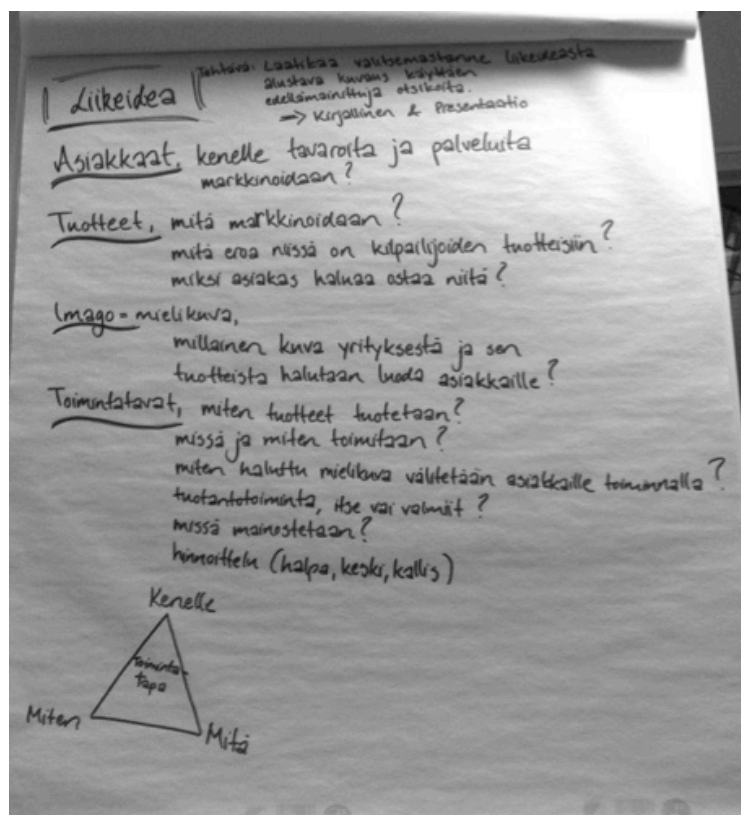 Liikeidea
Tehtävä: Laatikaa valitsemastanne liikeideasta
alustava kuvaus käyttäen
edellämainittuja otsikoita.
→ Kirjallinen & Presentaatio
Asiakkaat, kenelle tavaroita ja palveluita
markkinoidaan?
Tuotteet, mitä markkinoidaan?
mitä eroa niissä on kilpailijoiden tuotteisiin?
miksi asiakas haluaa ostaa niitä?
Imago = mielikuva,
millainen kuva yrityksestä ja sen
tuotteista halutaan luoda asiakkaille?
Toimintatavat, miten tuotteet tuotetaan?
missä ja miten toimitaan?
miten haluttu mielikuva välitetään asiakkaille toiminnalla?
tuotantotoiminta, itse vai valmiit?
missä mainostetaan?
hinnoittelu (halpa, keski, kallis)
Kenelle
Toiminta-
tapa
Miten
Mitä